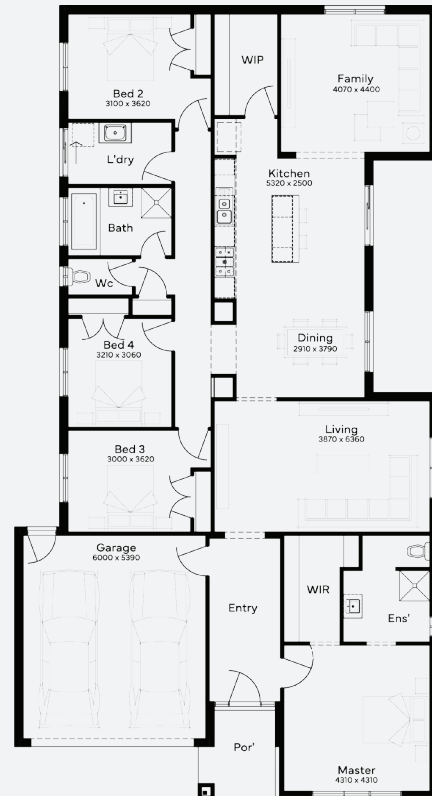 Bed 2
3100 x 3620
WIP
Family
4070 x 4400
L'dry
Kitchen
5320 x 2500
Bath
Wc
Bed 4
3210 x 3060
Dining
2910 x 3790
Living
3870 x 6360
Bed 3
3000 x 3620
Garage
6000 x 5390
Entry
WIR
Ens'
Por'
Master
4310 x 4310